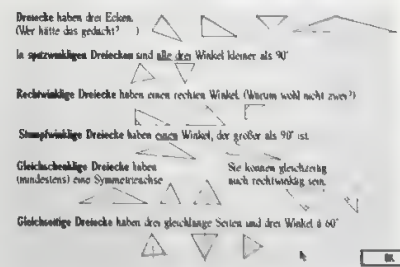 Dreiecke haben drei Ecken.
(Wer hätte das gedacht? )
In spitzwinkligen Dreiecken sind alle drei Winkel kleiner als 90°
Rechtwinklige Dreiecke haben einen rechten Winkel. (Warum wohl nicht zwei?)
Stumpfwinklige Dreiecke haben einen Winkel, der größer als 90° ist.
Gleichschenklige Dreiecke haben
(mindestens) eine Symmetrieachse
Sie können gleichzeitig
auch rechtwinklig sein.
Gleichseitige Dreiecke haben drei gleichlange Seiten und drei Winkel á 60°